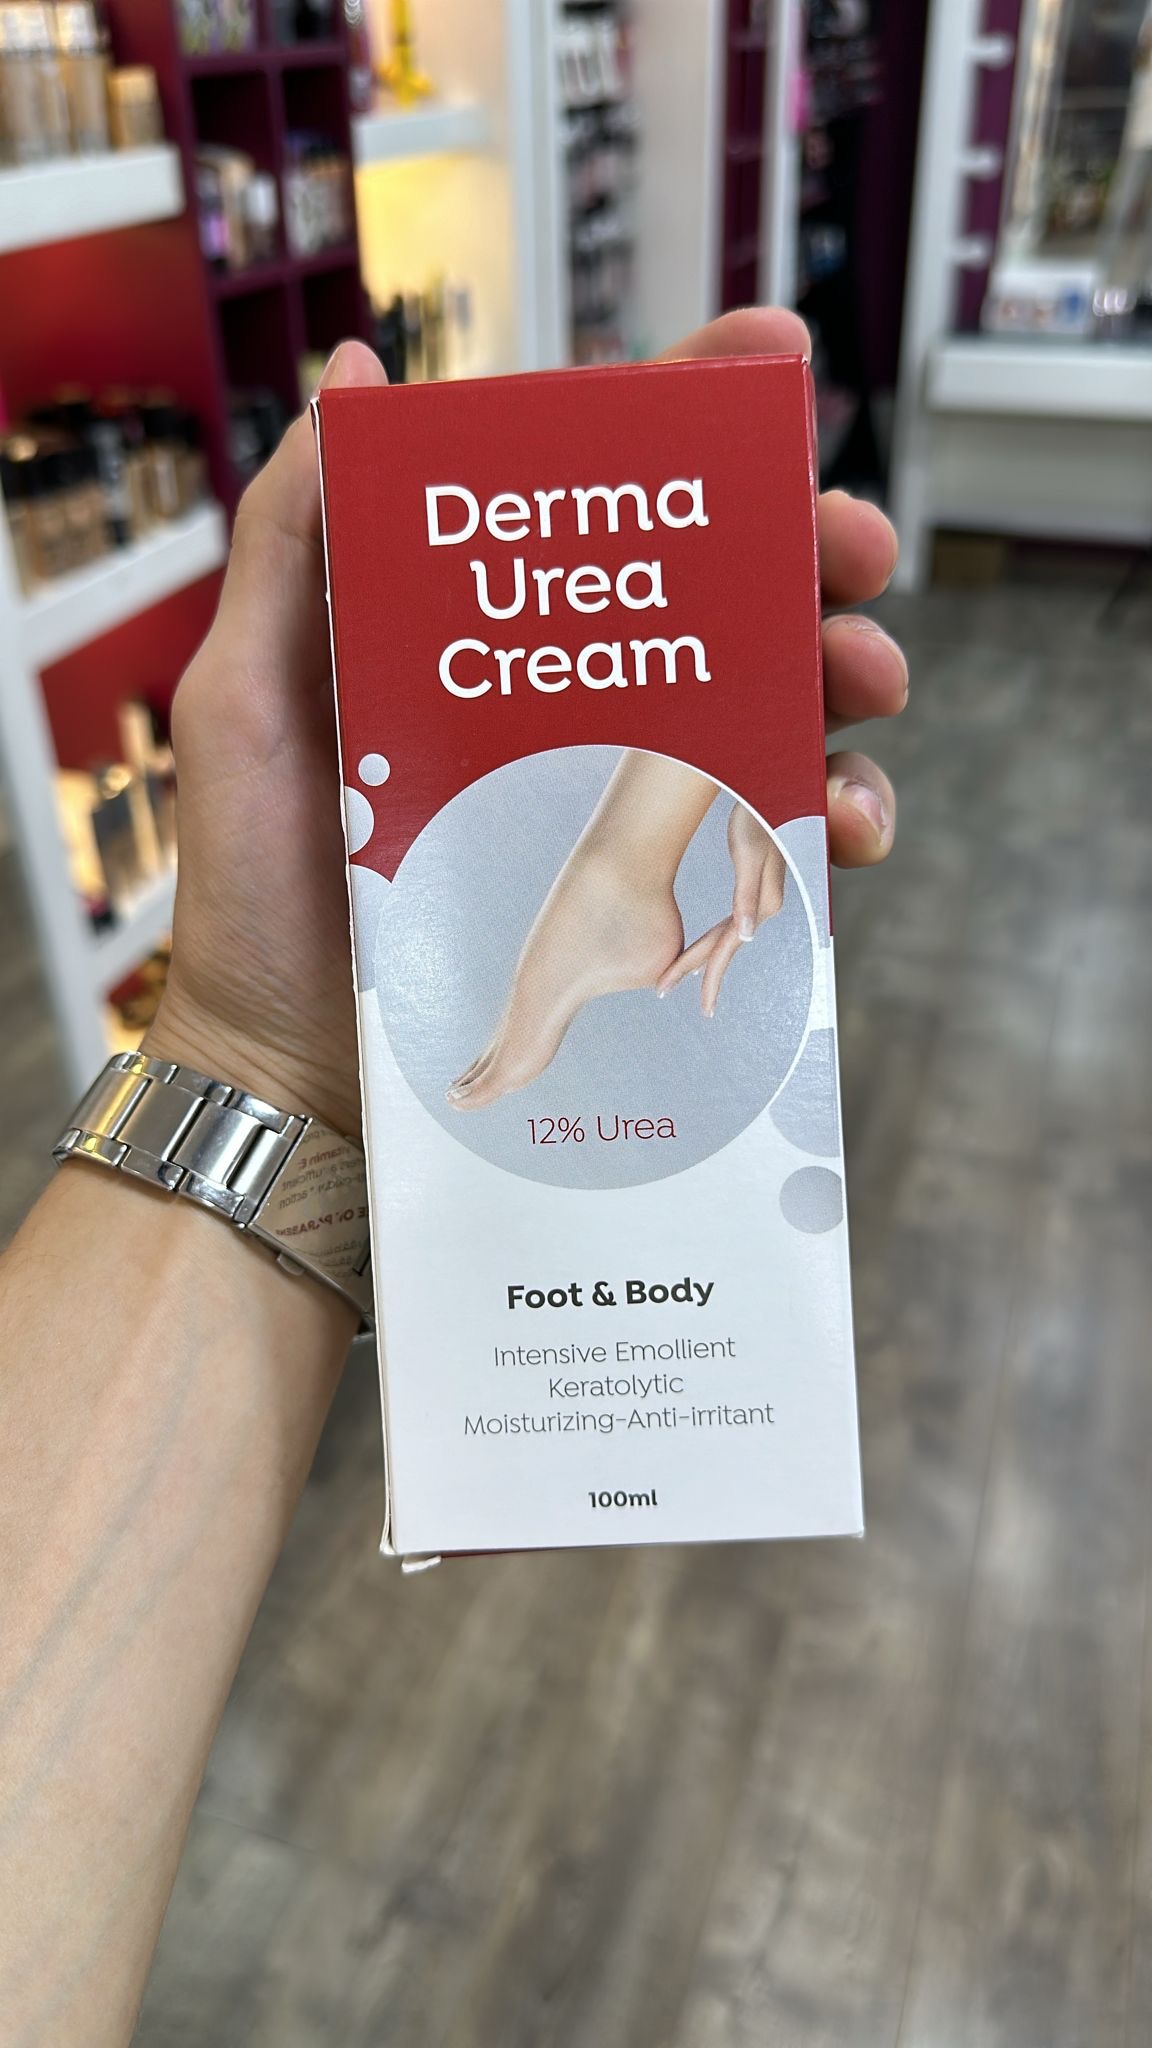 Derma
Urea
Cream
12% Urea
Foot & Body
Intensive Emollient
Keratolytic
Moisturizing-Anti-irritant
100ml